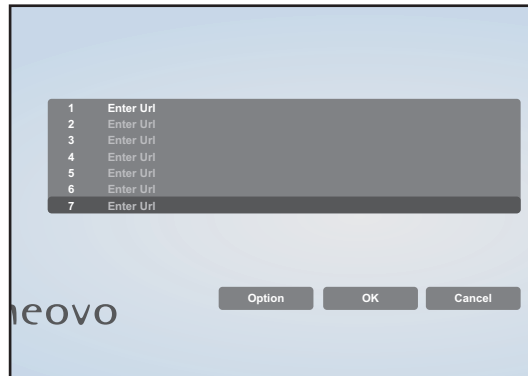 1 Enter Url
2 Enter Url
3 Enter Url
4 Enter Url
5 Enter Url
6 Enter Url
7 Enter Url
Option OK Cancel
neovo